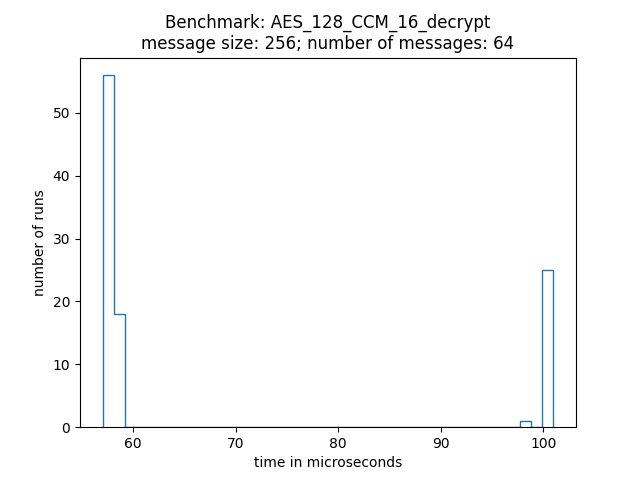 Benchmark: AES_128_CCM_16_decrypt
message size: 256; number of messages: 64
50
40
30
20
10
0
number of runs
60 70 80 90 100
time in microseconds